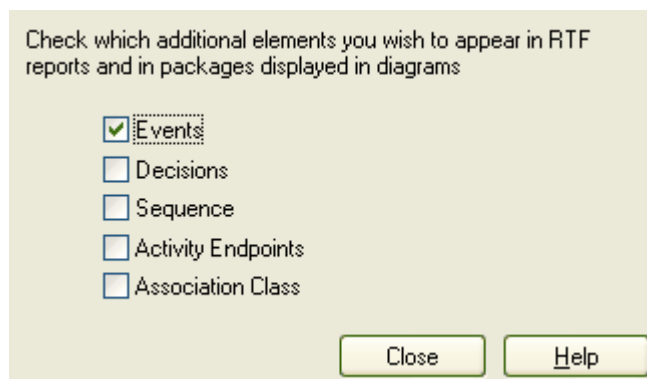 Check which additional elements you wish to appear in RTF
reports and in packages displayed in diagrams
Events
Decisions
Sequence
Activity Endpoints
Association Class
Close
Help